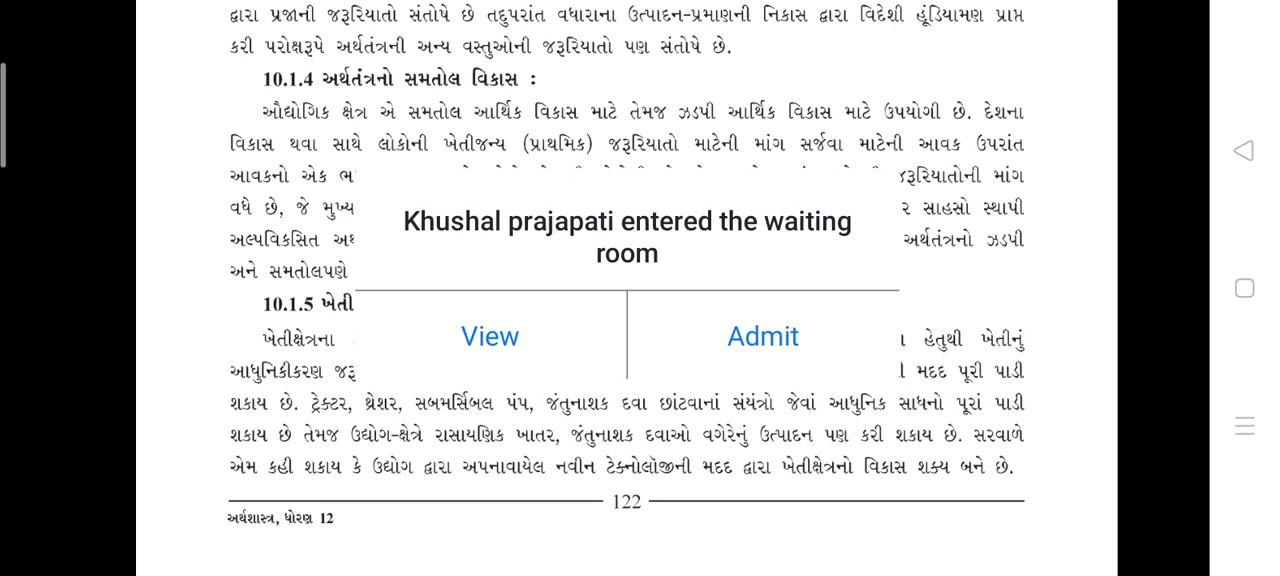 દ્વારા પ્રજાની જરૂરિયાતો સંતોષે છે તદુપરાંત વધારાના ઉત્પાદન-પ્રમાણની નિકાસ દ્વારા વિદેશી હૂંડિયામણ પ્રાપ્ત
કરી પરોક્ષરૂપે અર્થતંત્રની અન્ય વસ્તુઓની જરૂરિયાતો પણ સંતોષે છે.
10.1.4 અર્થતંત્રનો સમતોલ વિકાસ :
ઔદ્યોગિક ક્ષેત્ર એ સમતોલ આર્થિક વિકાસ માટે તેમજ ઝડપી આર્થિક વિકાસ માટે ઉપયોગી છે. દેશના
વિકાસ થવા સાથે લોકોની ખેતીજન્ય (પ્રાથમિક) જરૂરિયાતો માટેની માંગ સર્જવા માટેની આવક ઉપરાંત
આવકનો એક માંગ
વધે છે, જે મુખ્ય સાહસો સ્થાપી
અલ્પવિકસિત અર્થતંત્રનો ઝડપી
અને સમતોલપણે
Khushal prajapati entered the waiting
room
View Admit
10.1.5 ખેતી
ખેતીક્ષેત્રના હેતુથી ખેતીનું
આધુનિકીકરણ મદદ પૂરી પાડી
શકાય છે. ટ્રેક્ટર, થ્રેશર, સબમર્સિબલ પંપ, જંતુનાશક દવા છાંટવાનાં સંયંત્રો જેવાં આધુનિક સાધનો પૂરાં પાડી
શકાય છે તેમજ ઉદ્યોગ-ક્ષેત્રે રાસાયણિક ખાતર, જંતુનાશક દવાઓ વગેરેનું ઉત્પાદન પણ કરી શકાય છે. સરવાળે
એમ કહી શકાય કે ઉદ્યોગ દ્વારા અપનાવાયેલ નવીન ટેક્નોલૉજીની મદદ દ્વારા ખેતીક્ષેત્રનો વિકાસ શક્ય બને છે.
122
અર્થશાસ્ત્ર, ધોરણ 12